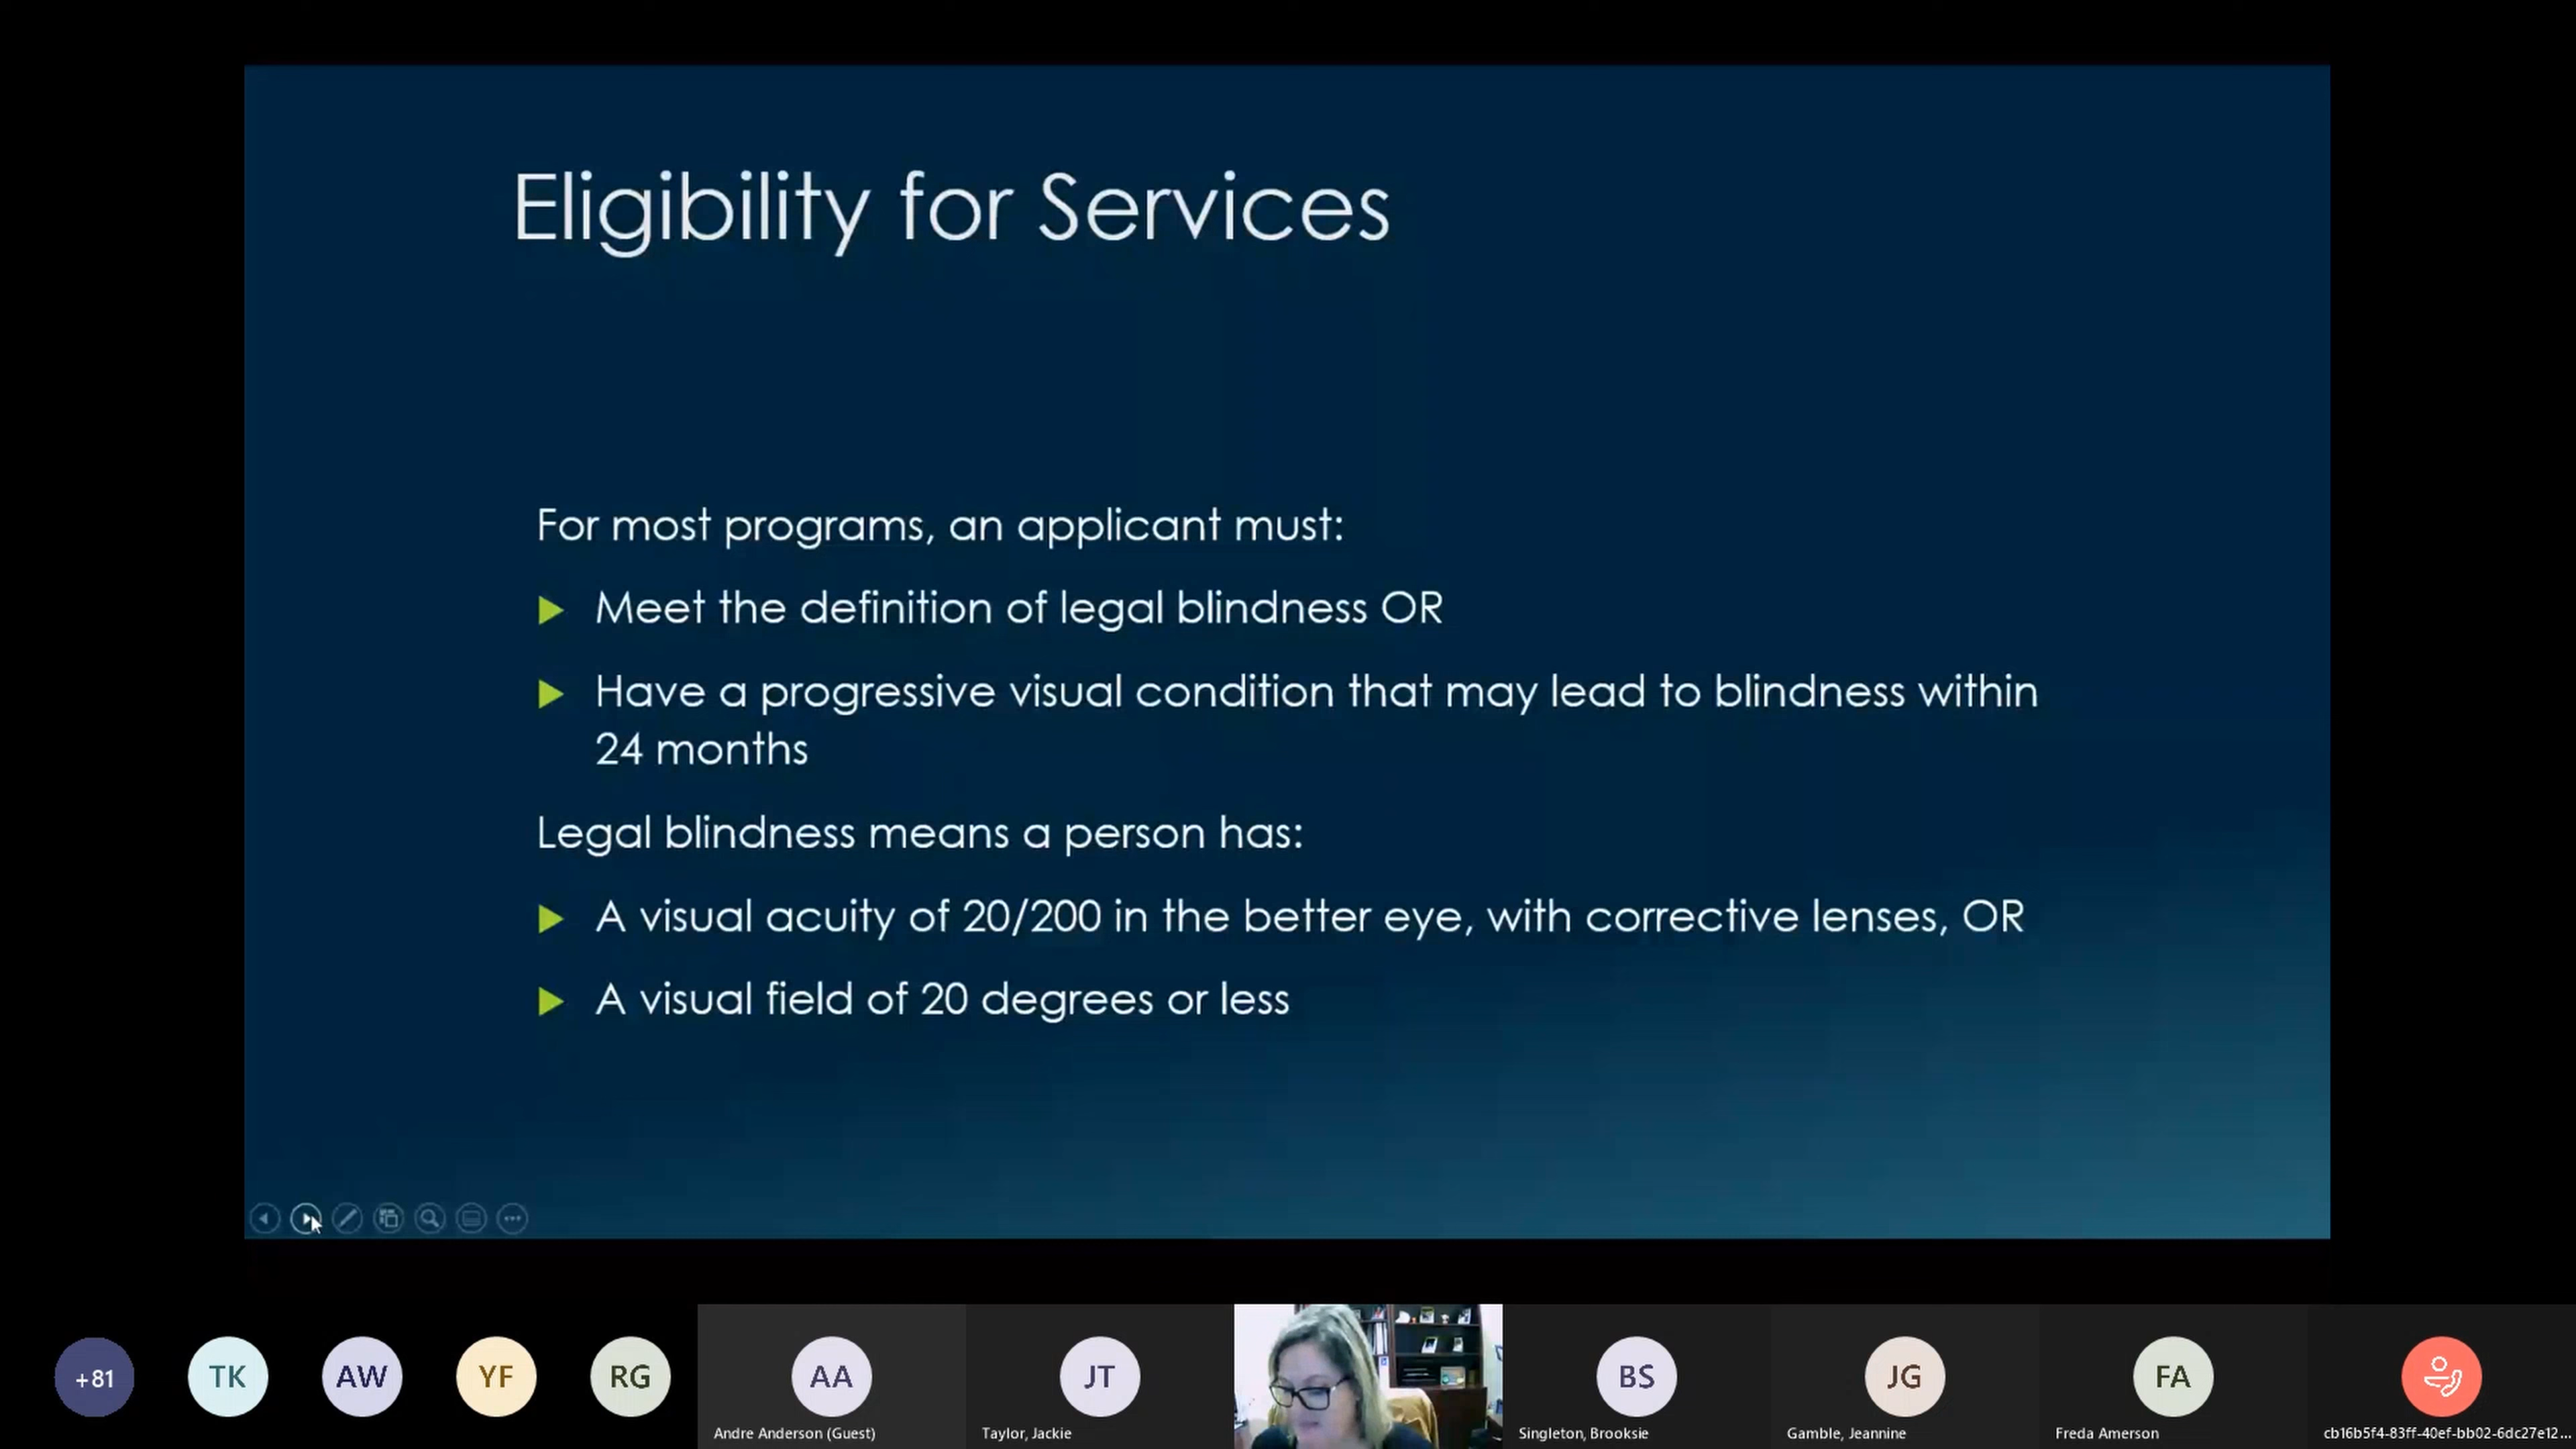 Eligibility for Services
For most programs, an applicant must:
Meet the definition of legal blindness OR
Have a progressive visual condition that may lead to blindness within
24 months
Legal blindness means a person has:
A visual acuity of 20/200 in the better eye, with corrective lenses, OR
A visual field of 20 degrees or less
+81
TK
AW
YF
RG
AA
JT
BS
JG
FA
Andre Anderson (Guest)
Taylor, Jackie
Singleton, Brooksie
Gamble, Jeannine
Freda Amerson
cb16b5f4-83ff-40ef-bb02-6dc27e12...